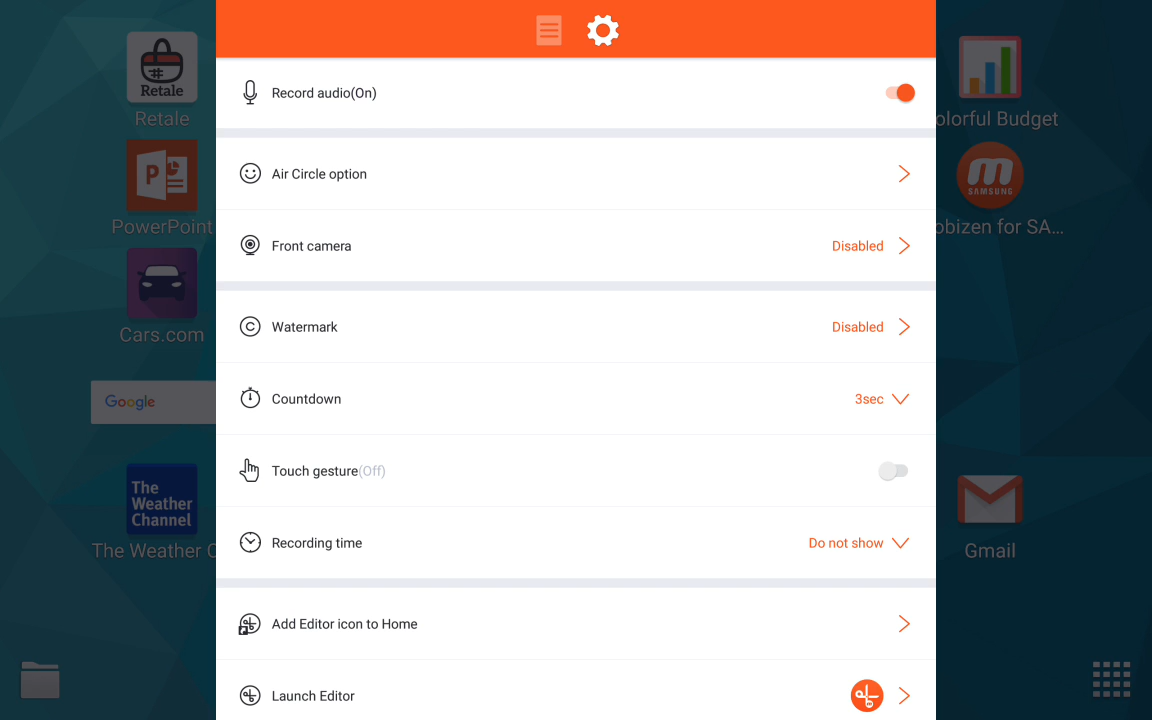 Record audio(On)
Air Circle option
Front camera
Disabled
Watermark
Disabled
Countdown
3sec
Touch gesture(Off)
Recording time
Do not show
Add Editor icon to Home
Launch Editor
Retale
Retale
PowerPoint
Cars.com
Google
The
Weather
Channel
The Weather C
olorful Budget
m
SAMSUNG
obizen for SA...
Gmail